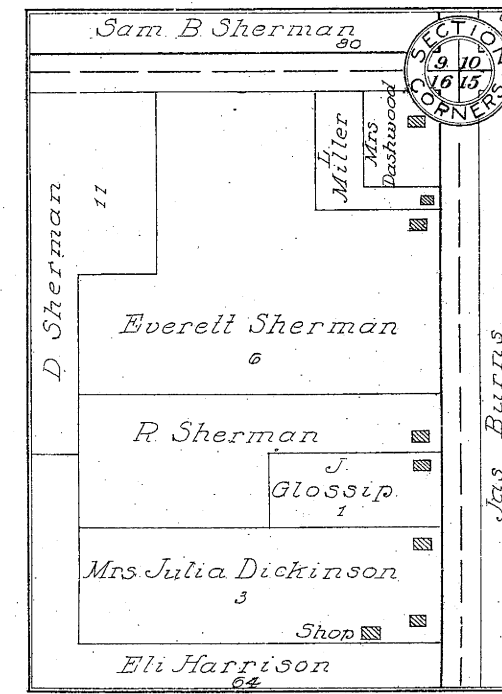 Sam. B. Sherman
80
SECTION
9 10
16 15
CORNERS
L. Miller
Mrs. Dashwood
D. Sherman
11
Everett Sherman
6
R. Sherman
J. Glossip.
1
Mrs. Julia Dickinson
3
Shop
Eli Harrison
64
Jas Burns